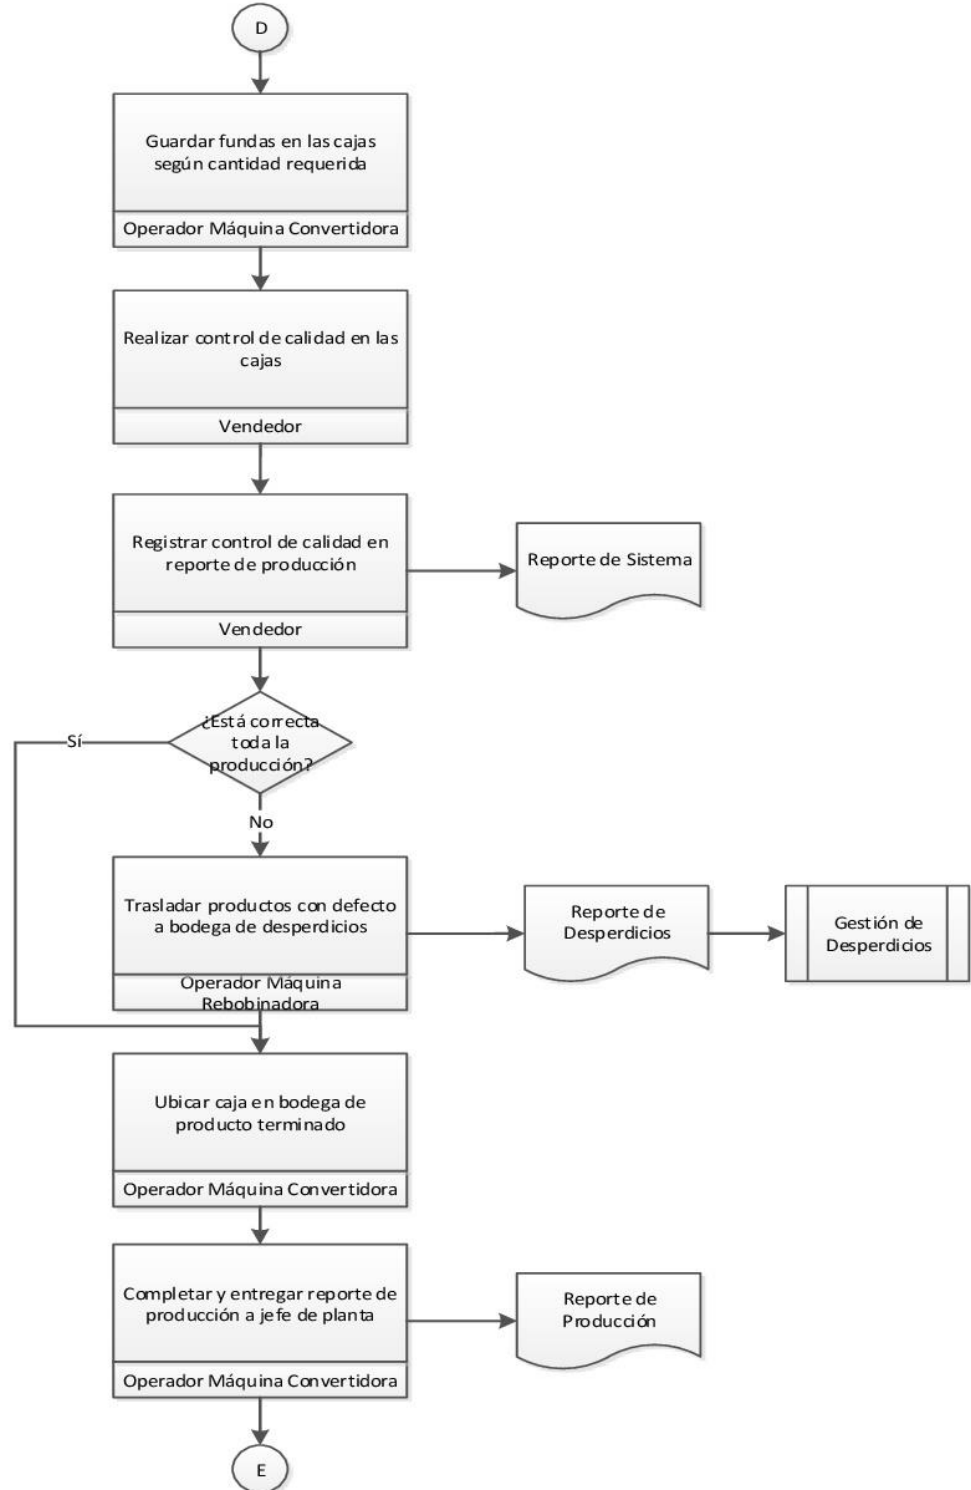 D
Guardar fundas en las cajas
según cantidad requerida
Operador Máquina Convertidora
Realizar control de calidad en las
cajas
Vendedor
Registrar control de calidad en
reporte de producción
Vendedor
Reporte de Sistema
¿Está correcta
toda la
producción?
Sí
No
Trasladar productos con defecto
a bodega de desperdicios
Operador Máquina
Rebobinadora
Reporte de
Desperdicios
Gestión de
Desperdicios
Ubicar caja en bodega de
producto terminado
Operador Máquina Convertidora
Completar y entregar reporte de
producción a jefe de planta
Operador Máquina Convertidora
Reporte de
Producción
E